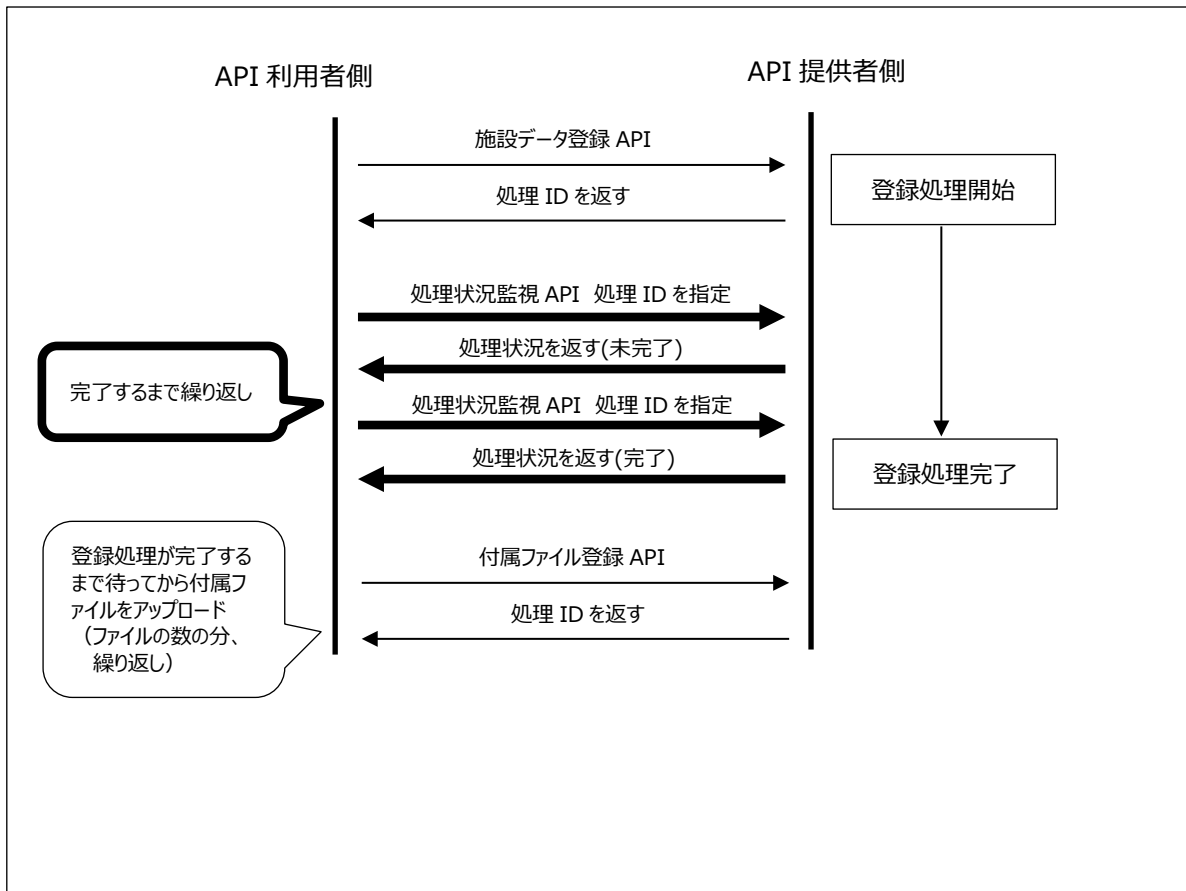 API 利用者側
API 提供者側
施設データ登録 API
登録処理開始
処理 ID を返す
処理状況監視 API 処理 ID を指定
処理状況を返す(未完了)
完了するまで繰り返し
処理状況監視 API 処理 ID を指定
処理状況を返す(完了)
登録処理完了
登録処理が完了する
まで待ってから付属フ
ァイルをアップロード
（ファイルの数の分、
繰り返し）
付属ファイル登録 API
処理 ID を返す